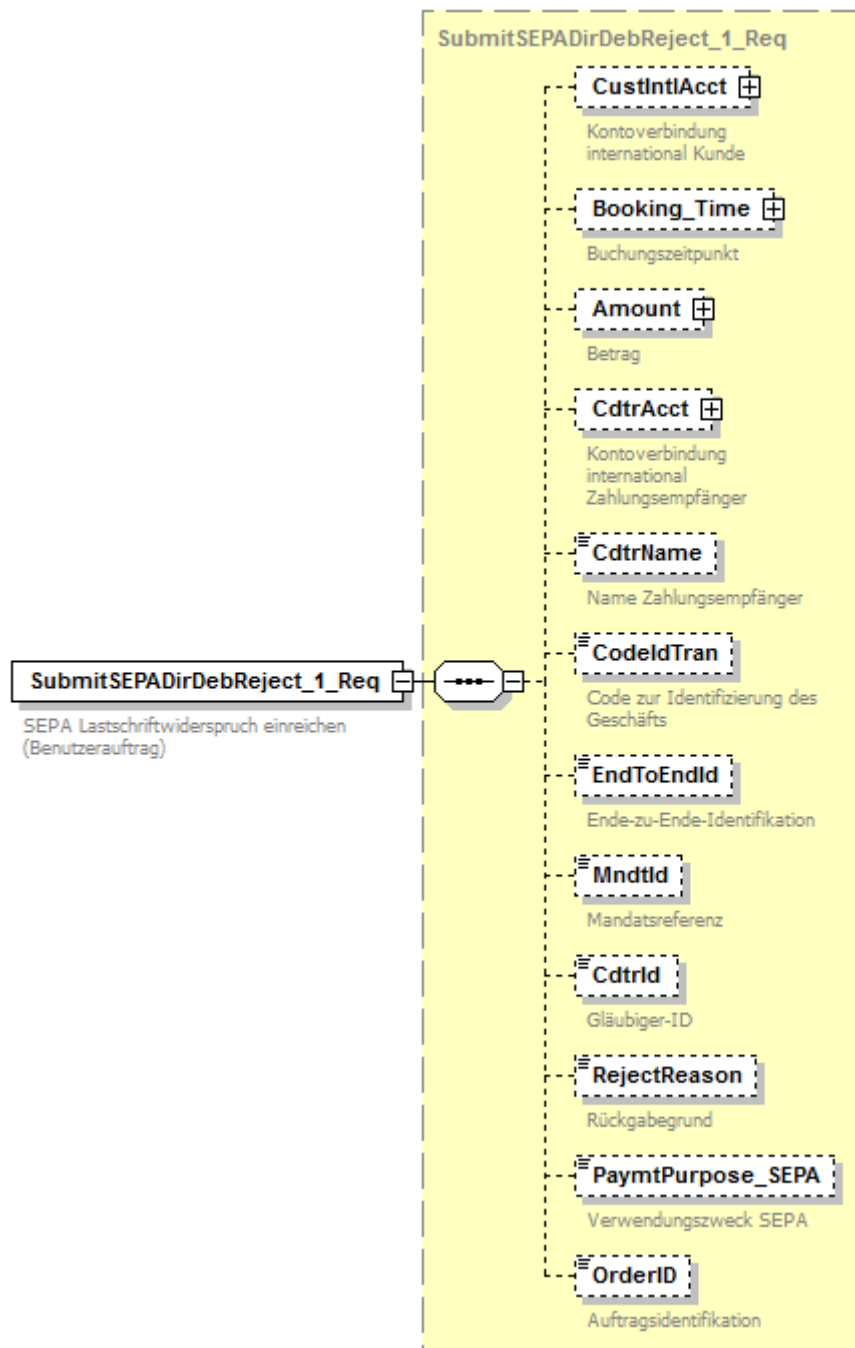 SubmitSEPADirDebReject_1_Req
CustIntlAcct
Kontoverbindung
international Kunde
Booking_Time
Buchungszeitpunkt
Amount
Betrag
CdtrAcct
Kontoverbindung
international
Zahlungsempfänger
CdtrName
Name Zahlungsempfänger
SubmitSEPADirDebReject_1_Req
SEPA Lastschriftwiderspruch einreichen
(Benutzerauftrag)
CodeIdTran
Code zur Identifizierung des
Geschäfts
EndToEndId
Ende-zu-Ende-Identifikation
MndtId
Mandatsreferenz
CdtrId
Gläubiger-ID
RejectReason
Rückgabegrund
PaymtPurpose_SEPA
Verwendungszweck SEPA
OrderID
Auftragsidentifikation